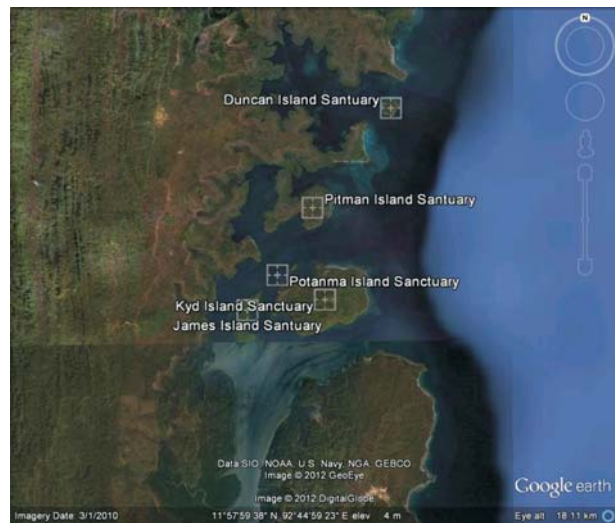 N
Duncan Island Santuary
Pitman Island Santuary
Potanma Island Sanctuary
Kyd Island Sanctuary
James Island Santuary
Data SIO, NOAA, U.S. Navy, NGA, GEBCO
Image © 2012 GeoEye
Image © 2012 DigitalGlobe
Google earth
Imagery Date: 3/1/2010 11°57'59.38" N 92°44'59.23" E elev 4 m Eye alt 18.11 km